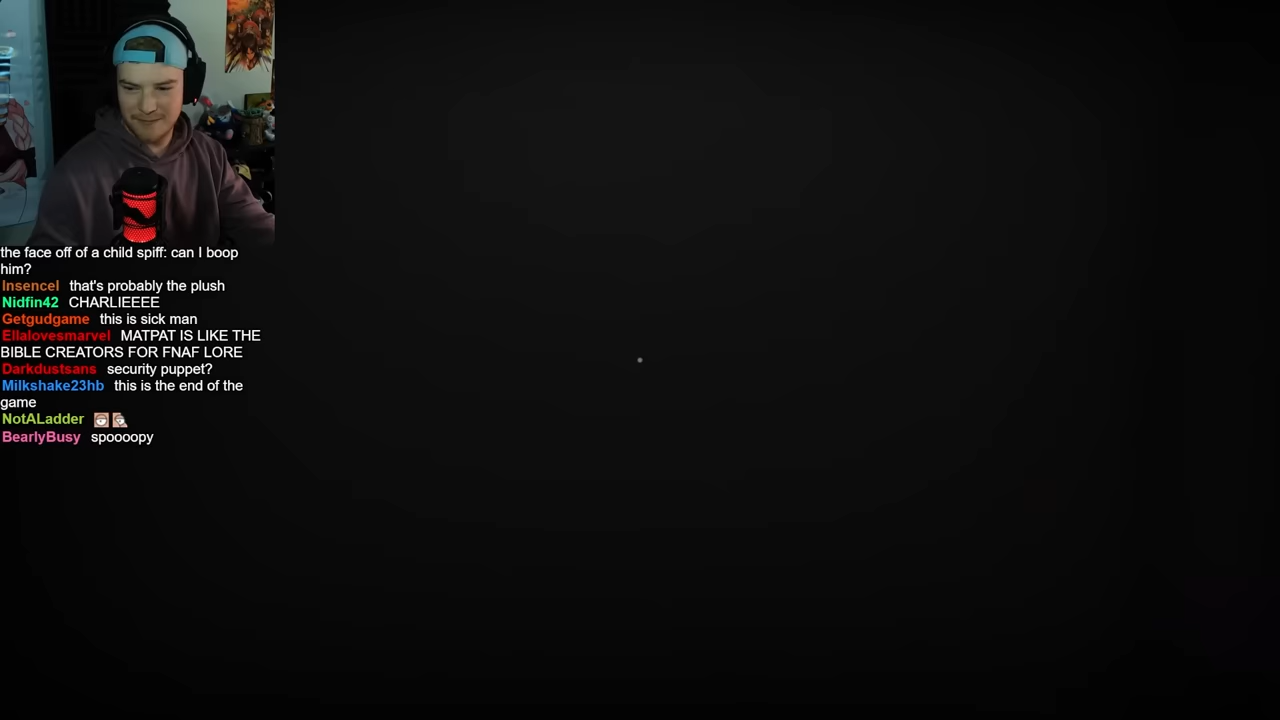 the face off of a child spiff: can I boop
him?
Insencel that's probably the plush
Nidfin42 CHARLIEEEE
Getgudgame this is sick man
Ellalovesmarvel MATPAT IS LIKE THE
BIBLE CREATORS FOR FNAF LORE
Darkdustsans security puppet?
Milkshake23hb this is the end of the
game
NotALadder
BearlyBusy spoooopy